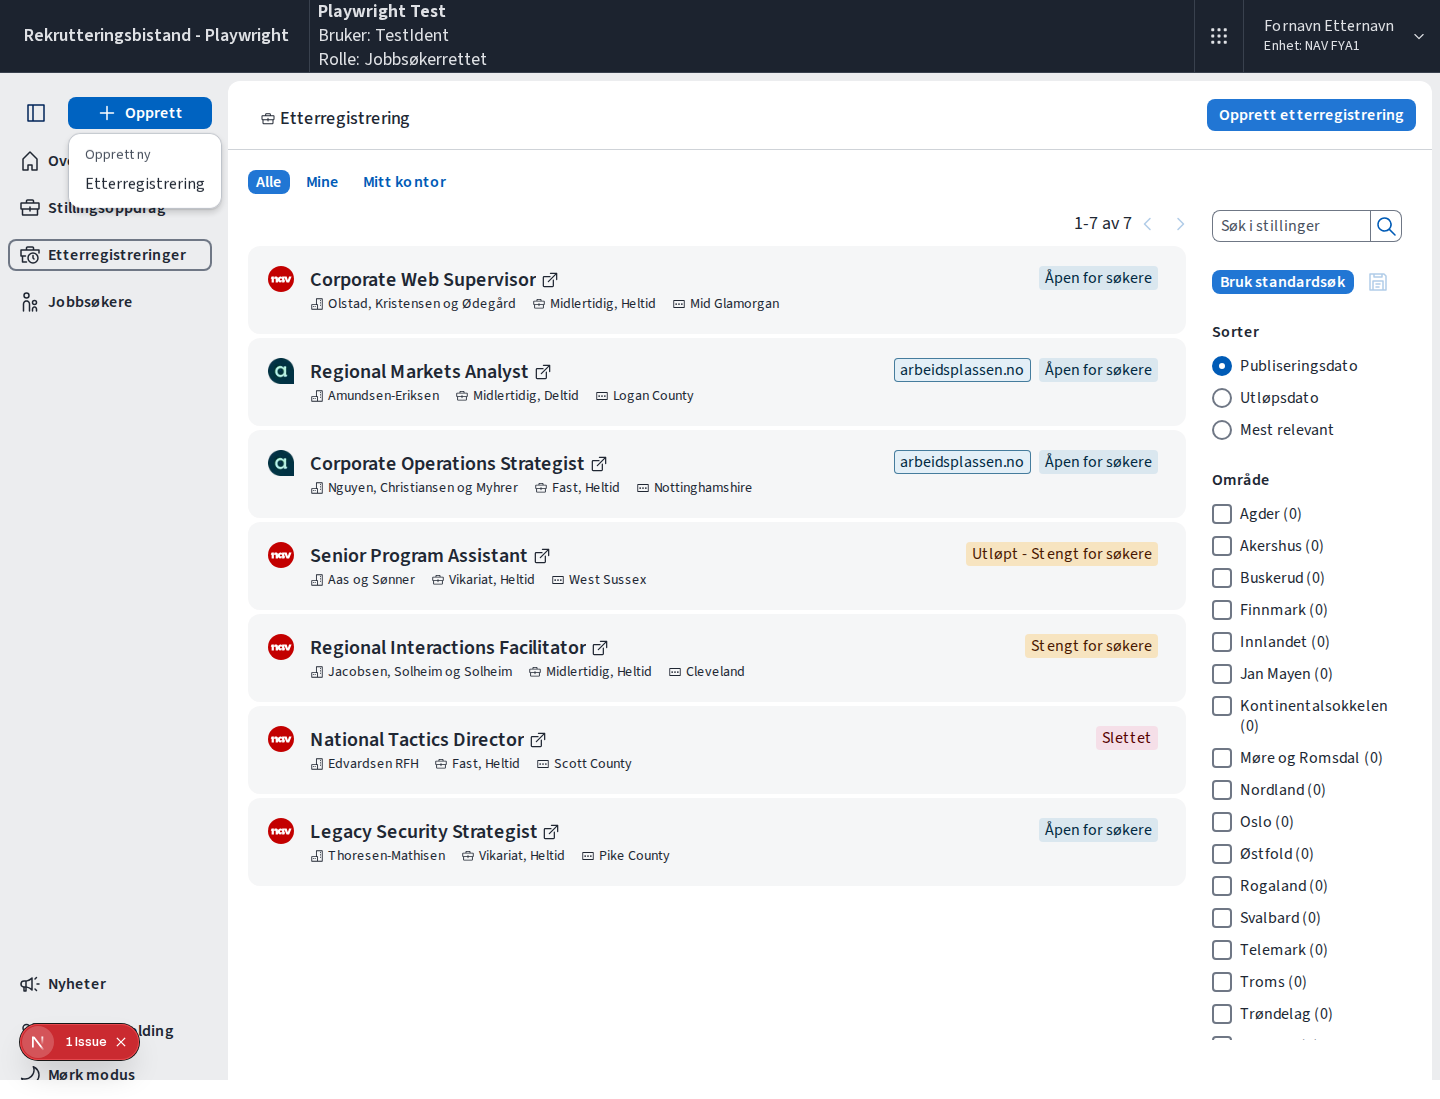 Rekrutteringsbistand - Playwright
Playwright Test
Bruker: TestIdent
Rolle: Jobbsøkerrettet
Fornavn Etternavn
Enhet: NAV FYA1
Opprett
Opprett ny
Etterregistrering
Ove
Stillingsoppdrag
Etterregistreringer
Jobbsøkere
Nyheter
olding
Mørk modus
1 Issue
Etterregistrering
Opprett etterregistrering
Alle
Mine
Mitt kontor
1-7 av 7
nav
Corporate Web Supervisor
Åpen for søkere
Olstad, Kristensen og Ødegård
Midlertidig, Heltid
Mid Glamorgan
a
Regional Markets Analyst
arbeidsplassen.no
Åpen for søkere
Amundsen-Eriksen
Midlertidig, Deltid
Logan County
a
Corporate Operations Strategist
arbeidsplassen.no
Åpen for søkere
Nguyen, Christiansen og Myhrer
Fast, Heltid
Nottinghamshire
nav
Senior Program Assistant
Utløpt - Stengt for søkere
Aas og Sønner
Vikariat, Heltid
West Sussex
nav
Regional Interactions Facilitator
Stengt for søkere
Jacobsen, Solheim og Solheim
Midlertidig, Heltid
Cleveland
nav
National Tactics Director
Slettet
Edvardsen RFH
Fast, Heltid
Scott County
nav
Legacy Security Strategist
Åpen for søkere
Thoresen-Mathisen
Vikariat, Heltid
Pike County
Søk i stillinger
Bruk standardsøk
Sorter
Publiseringsdato
Utløpsdato
Mest relevant
Område
Agder (0)
Akershus (0)
Buskerud (0)
Finnmark (0)
Innlandet (0)
Jan Mayen (0)
Kontinentalsokkelen
(0)
Møre og Romsdal (0)
Nordland (0)
Oslo (0)
Østfold (0)
Rogaland (0)
Svalbard (0)
Telemark (0)
Troms (0)
Trøndelag (0)